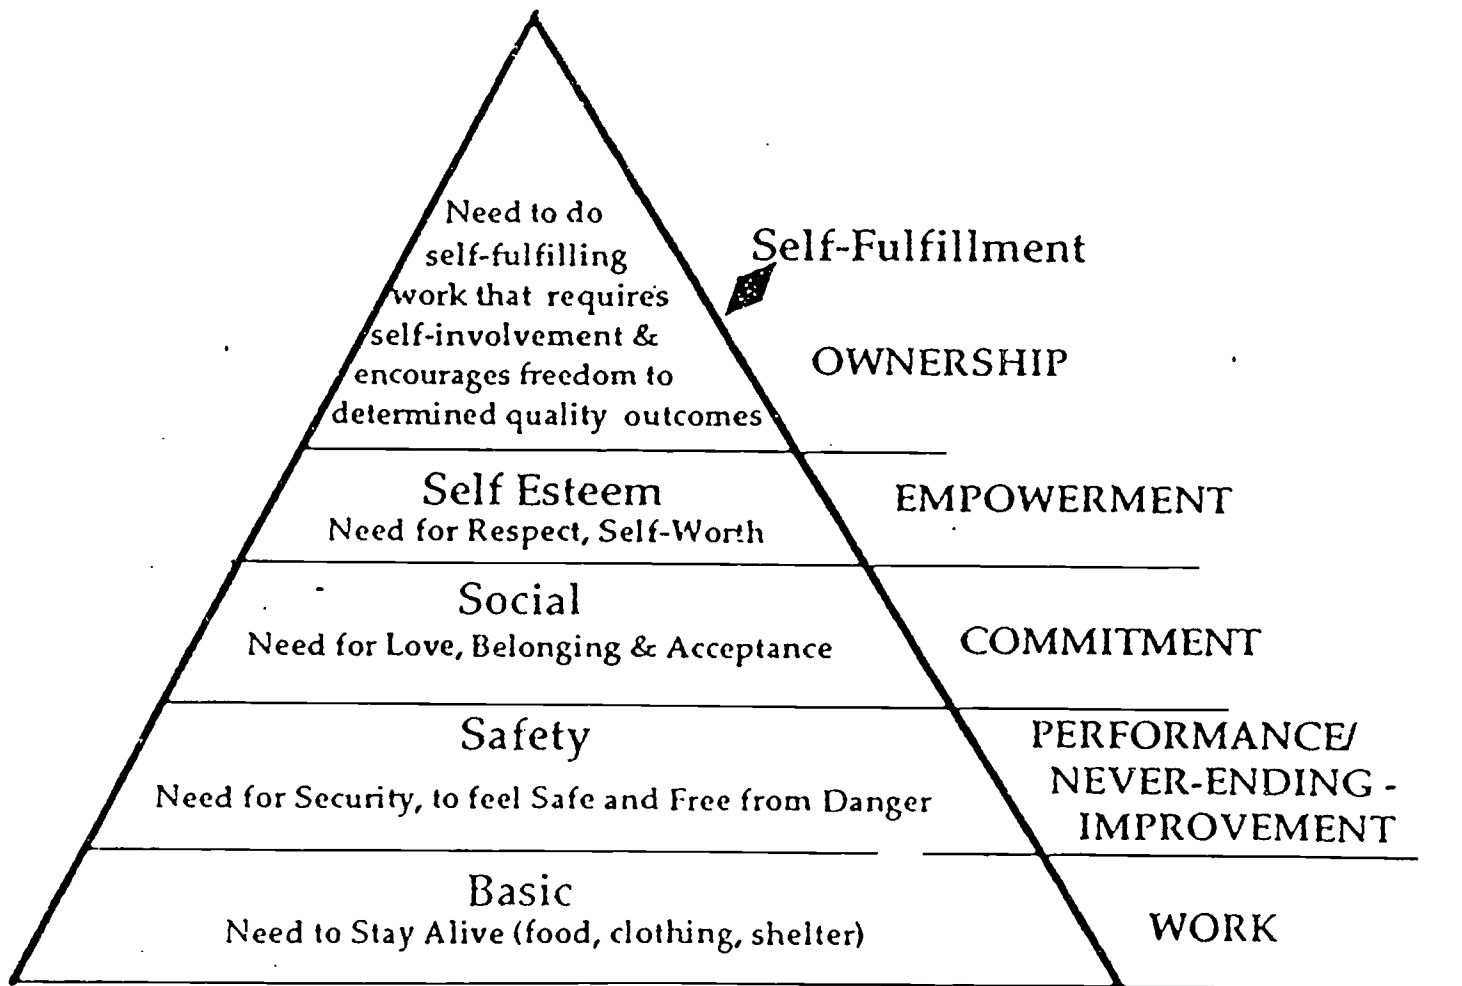 Need to do
self-fulfilling
work that requires
self-involvement &
encourages freedom to
determined quality outcomes
Self-Fulfillment
OWNERSHIP
Self Esteem
Need for Respect, Self-Worth
EMPOWERMENT
Social
Need for Love, Belonging & Acceptance
COMMITMENT
Safety
Need for Security, to feel Safe and Free from Danger
PERFORMANCE/
NEVER-ENDING -
IMPROVEMENT
Basic
Need to Stay Alive (food, clothing, shelter)
WORK